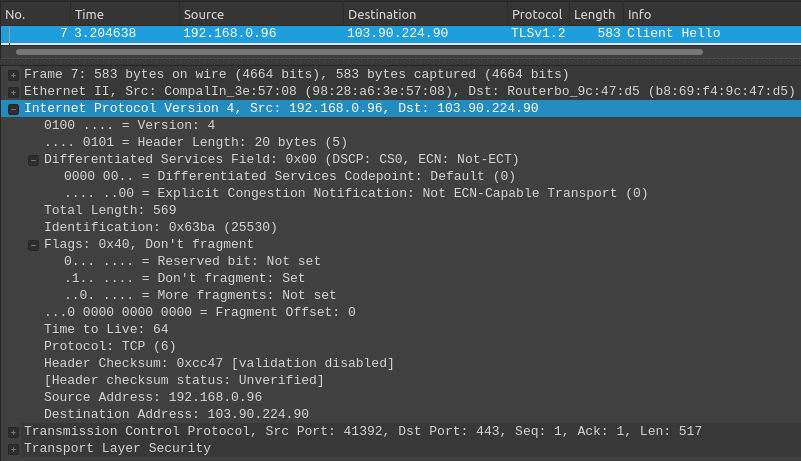 No. Time Source Destination Protocol Length Info
7 3.204638 192.168.0.96 103.90.224.90 TLSv1.2 583 Client Hello
Frame 7: 583 bytes on wire (4664 bits), 583 bytes captured (4664 bits)
Ethernet II, Src: CompalIn_3e:57:08 (98:28:a6:3e:57:08), Dst: Routerbo_9c:47:d5 (b8:69:f4:9c:47:d5)
Internet Protocol Version 4, Src: 192.168.0.96, Dst: 103.90.224.90
0100 .... = Version: 4
.... 0101 = Header Length: 20 bytes (5)
Differentiated Services Field: 0x00 (DSCP: CS0, ECN: Not-ECT)
0000 00.. = Differentiated Services Codepoint: Default (0)
.... ..00 = Explicit Congestion Notification: Not ECN-Capable Transport (0)
Total Length: 569
Identification: 0x63ba (25530)
Flags: 0x40, Don't fragment
0... .... = Reserved bit: Not set
.1.. .... = Don't fragment: Set
..0. .... = More fragments: Not set
...0 0000 0000 0000 = Fragment Offset: 0
Time to Live: 64
Protocol: TCP (6)
Header Checksum: 0xcc47 [validation disabled]
[Header checksum status: Unverified]
Source Address: 192.168.0.96
Destination Address: 103.90.224.90
Transmission Control Protocol, Src Port: 41392, Dst Port: 443, Seq: 1, Ack: 1, Len: 517
Transport Layer Security